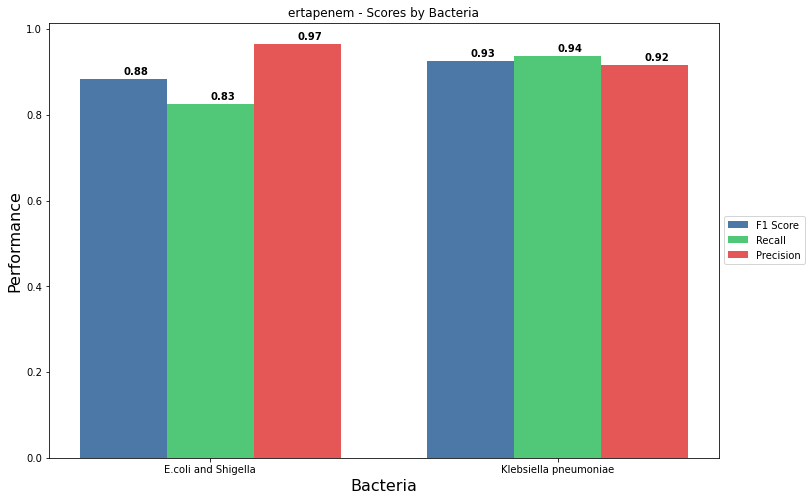 ertapenem - Scores by Bacteria
1.0
0.8
0.6
0.4
0.2
0.0
Performance
0.88
0.83
0.97
0.93
0.94
0.92
E.coli and Shigella
Klebsiella pneumoniae
Bacteria
F1 Score
Recall
Precision